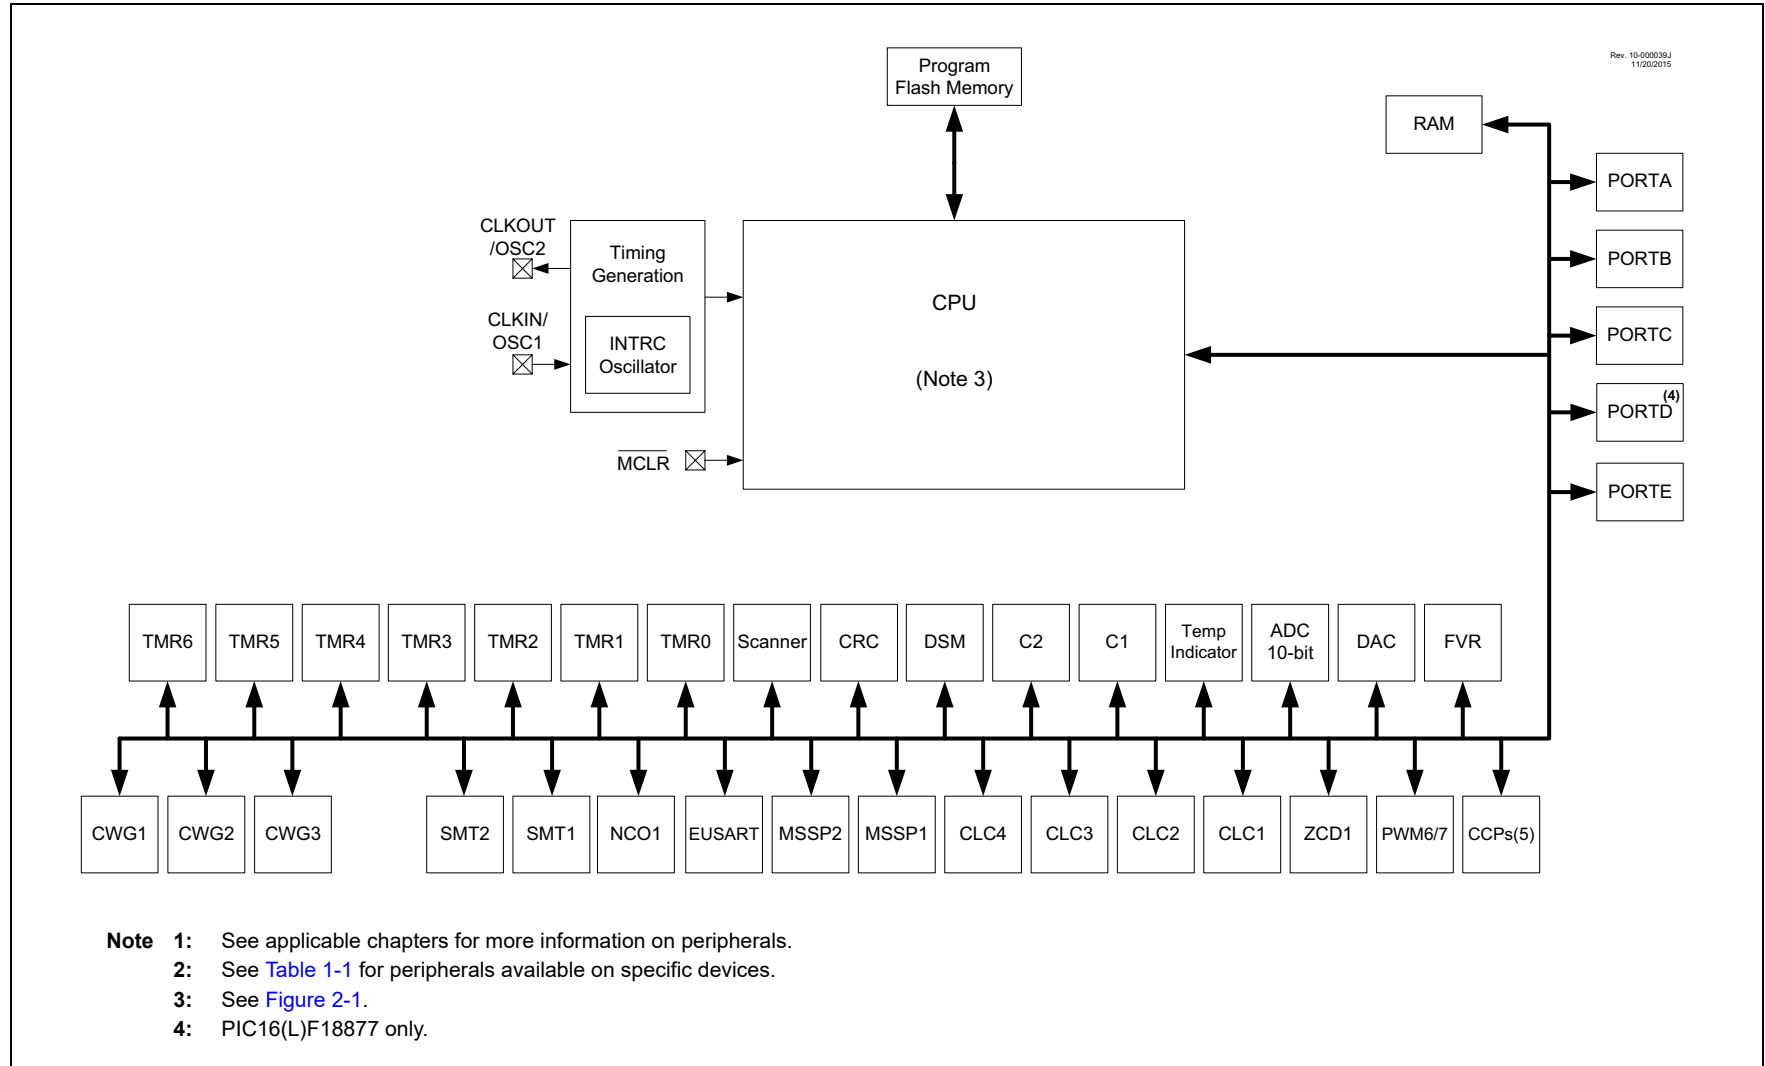 Rev. 10-000039J
11/20/2015
Program
Flash Memory
RAM
PORTA
PORTB
PORTC
PORTD(4)
PORTE
CLKOUT
/OSC2
Timing
Generation
CLKIN/
OSC1
INTRC
Oscillator
MCLR
CPU
(Note 3)
TMR6
TMR5
TMR4
TMR3
TMR2
TMR1
TMR0
Scanner
CRC
DSM
C2
C1
Temp
Indicator
ADC
10-bit
DAC
FVR
CWG1
CWG2
CWG3
SMT2
SMT1
NCO1
EUSART
MSSP2
MSSP1
CLC4
CLC3
CLC2
CLC1
ZCD1
PWM6/7
CCPs(5)
Note 1: See applicable chapters for more information on peripherals.
2: See Table 1-1 for peripherals available on specific devices.
3: See Figure 2-1.
4: PIC16(L)F18877 only.